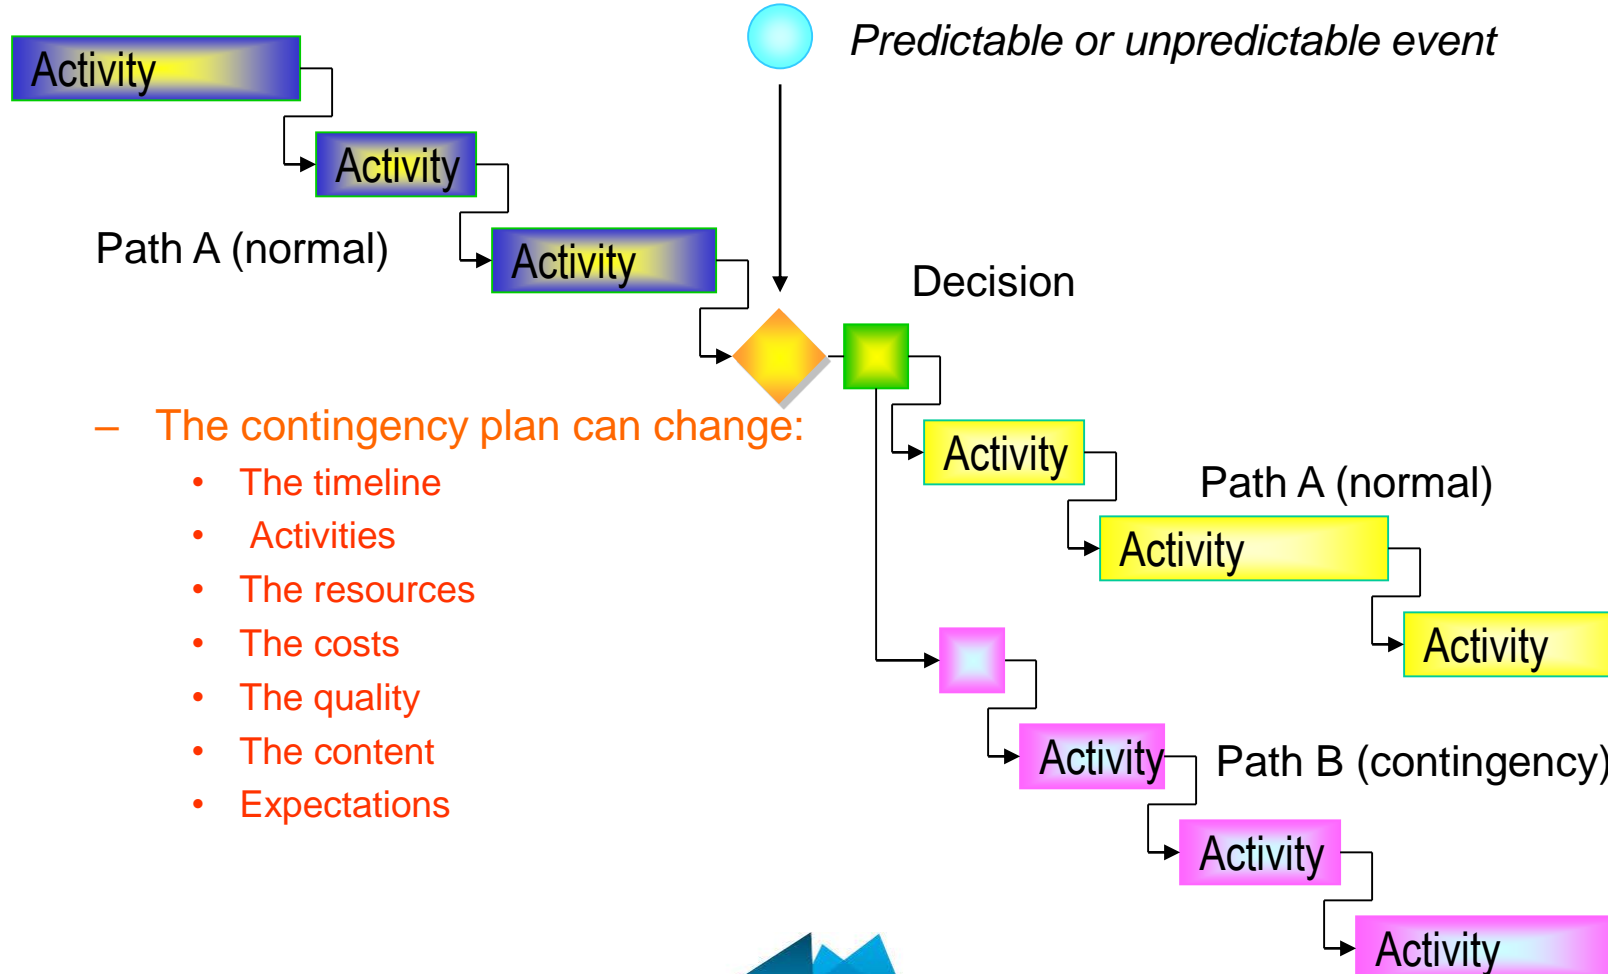 Predictable or unpredictable event
Activity
Activity
Path A (normal)
Activity
Decision
– The contingency plan can change:
• The timeline
• Activities
• The resources
• The costs
• The quality
• The content
• Expectations
Activity
Path A (normal)
Activity
Activity
Activity
Path B (contingency)
Activity
Activity